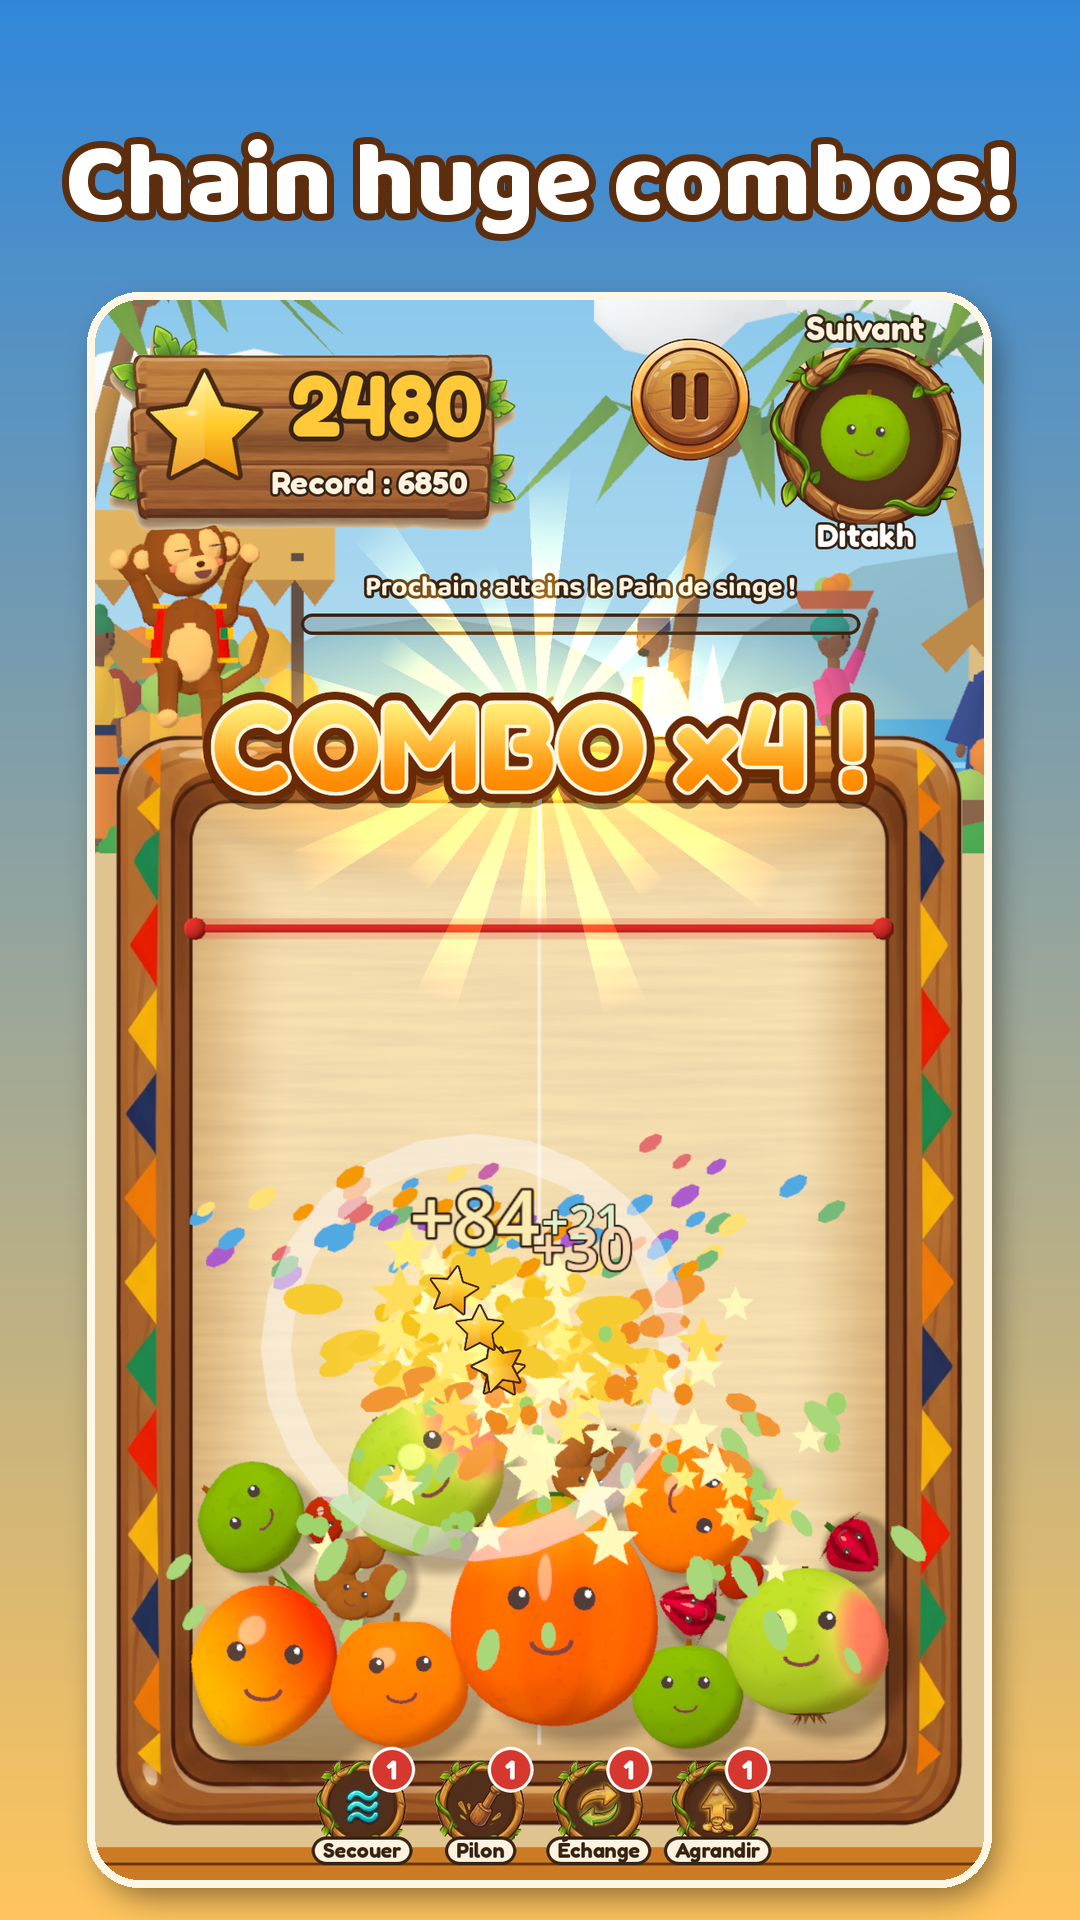 Chain huge combos!
Suivant
2480
Record : 6850
Ditakh
Prochain : atteins le Pain de singe !
COMBO x4 !
+84
+21
+30
1
1
1
1
Secouer
Pilon
Échange
Agrandir